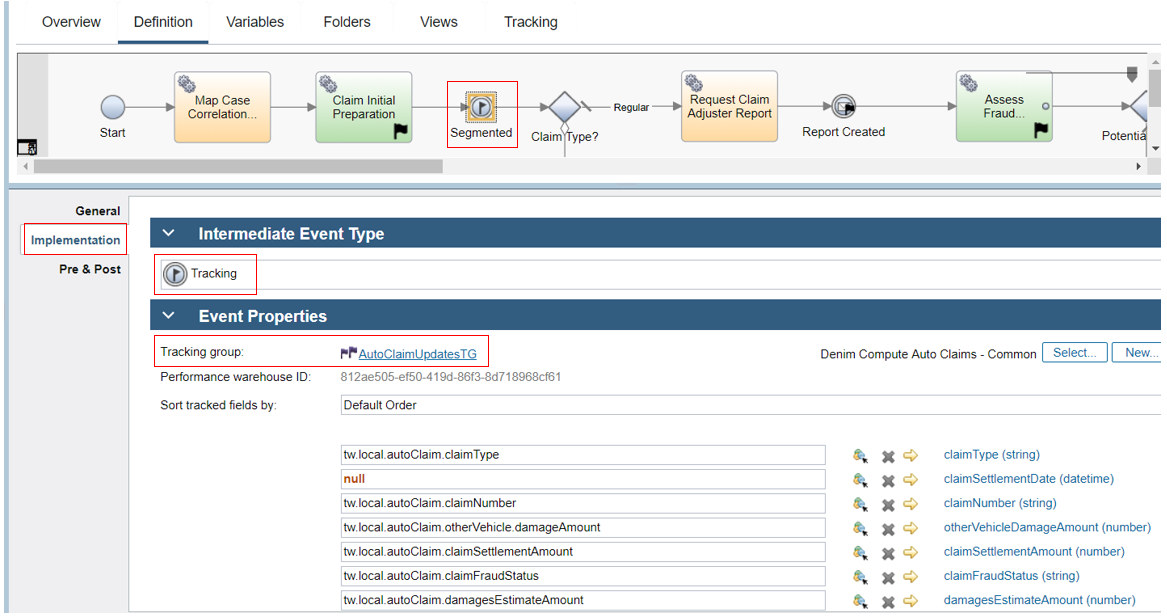 Overview Definition Variables Folders Views Tracking
Start
Map Case
Correlation...
Claim Initial
Preparation
Segmented
Claim Type?
Regular
Request Claim
Adjuster Report
Report Created
Assess
Fraud...
Potentia
General
Implementation
Pre & Post
Intermediate Event Type
Tracking
Event Properties
Tracking group: AutoClaimUpdatesTG Denim Compute Auto Claims - Common Select... New...
Performance warehouse ID: 812ae505-ef50-419d-86f3-8d718968cf61
Sort tracked fields by: Default Order
tw.local.autoClaim.claimType claimType (string)
null claimSettlementDate (datetime)
tw.local.autoClaim.claimNumber claimNumber (string)
tw.local.autoClaim.otherVehicle.damageAmount otherVehicleDamageAmount (number)
tw.local.autoClaim.claimSettlementAmount claimSettlementAmount (number)
tw.local.autoClaim.claimFraudStatus claimFraudStatus (string)
tw.local.autoClaim.damagesEstimateAmount damagesEstimateAmount (number)